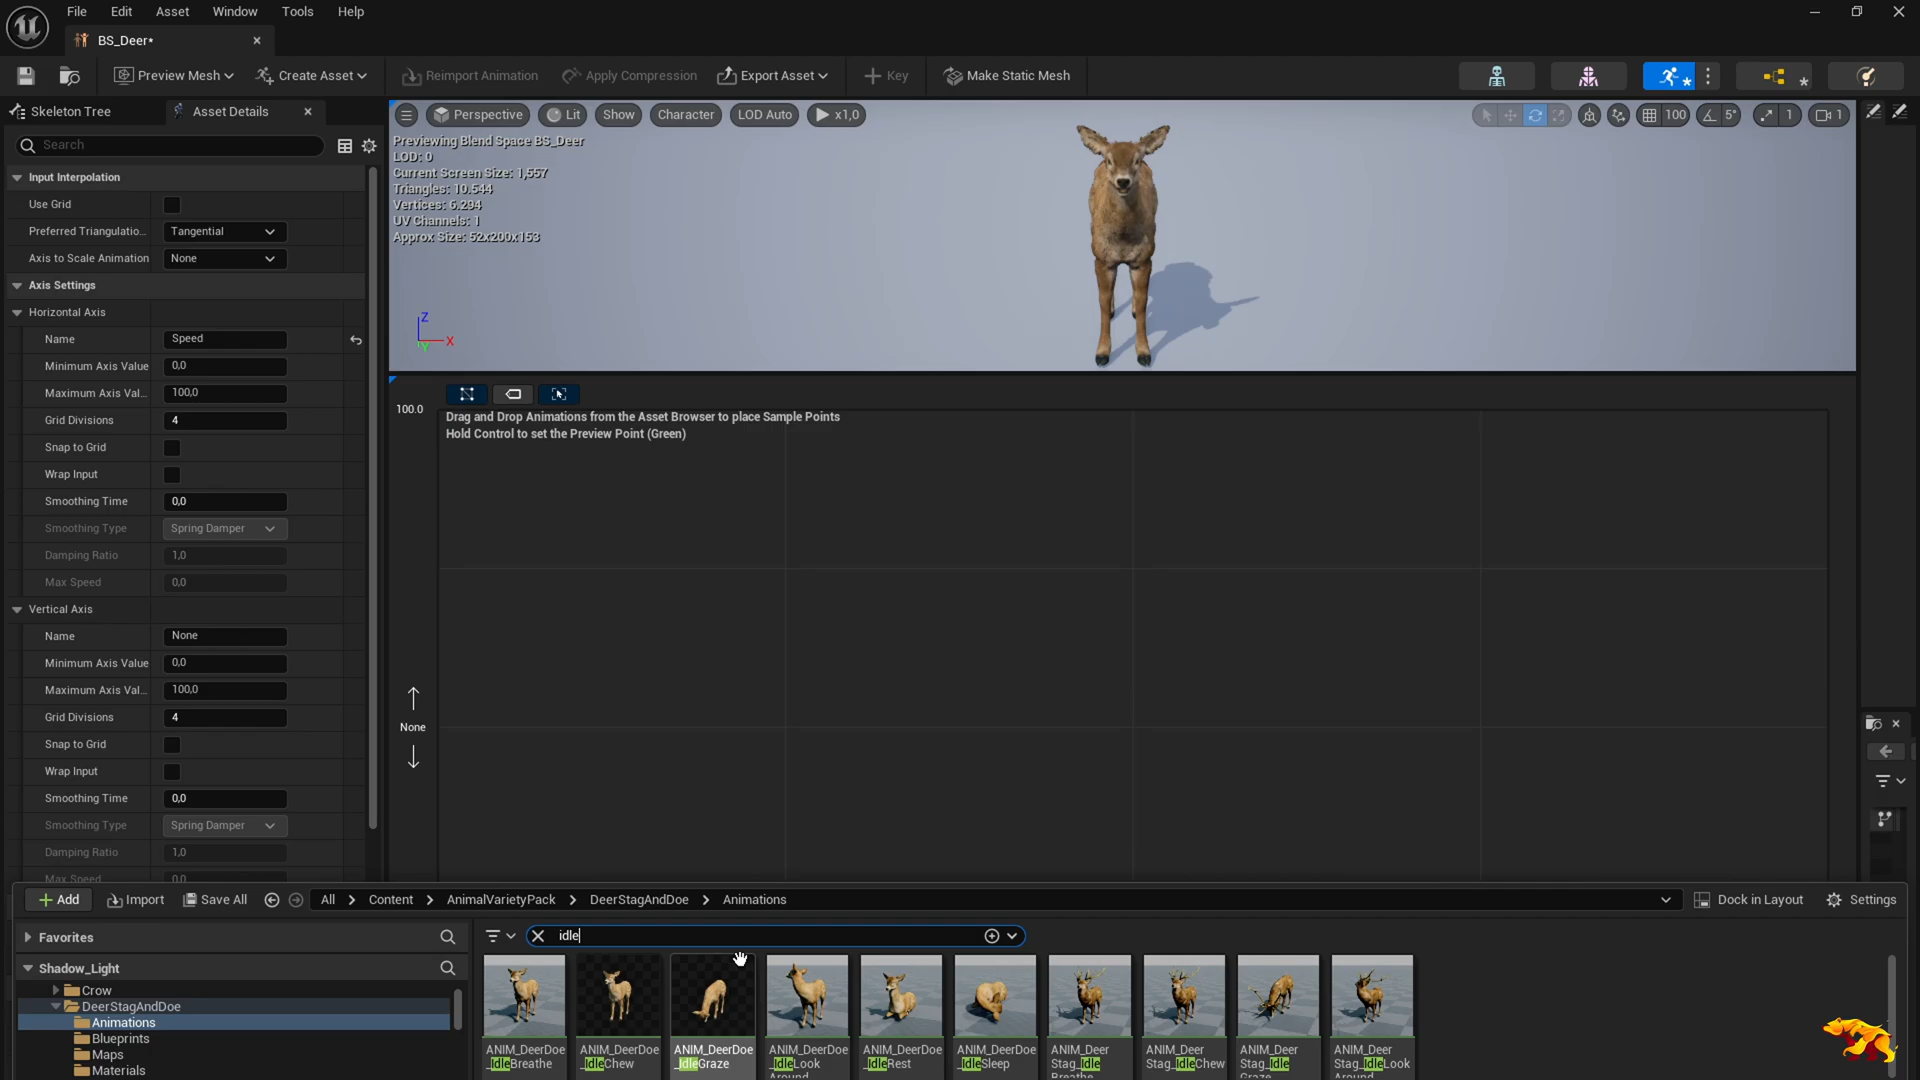 File Edit Asset Window Tools Help
BS_Deer*
Preview Mesh Create Asset Reimport Animation Apply Compression Export Asset Key Make Static Mesh
Skeleton Tree Asset Details
Search
Input Interpolation
Use Grid
Preferred Triangulatio... Tangential
Axis to Scale Animation None
Axis Settings
Horizontal Axis
Name Speed
Minimum Axis Value 0,0
Maximum Axis Val... 100,0
Grid Divisions 4
Snap to Grid
Wrap Input
Smoothing Time 0,0
Smoothing Type Spring Damper
Damping Ratio 1,0
Max Speed 0,0
Vertical Axis
Name None
Minimum Axis Value 0,0
Maximum Axis Val... 100,0
Grid Divisions 4
Snap to Grid
Wrap Input
Smoothing Time 0,0
Smoothing Type Spring Damper
Damping Ratio 1,0
Max Speed 0,0
Perspective Lit Show Character LOD Auto x1,0 100 5° 1 1
Previewing Blend Space BS_Deer
LOD: 0
Current Screen Size: 1,557
Triangles: 10.544
Vertices: 6.294
UV Channels: 1
Approx Size: 52x200x153
Z
X
Y
100.0
Drag and Drop Animations from the Asset Browser to place Sample Points
Hold Control to set the Preview Point (Green)
None
Add Import Save All All Content AnimalVarietyPack DeerStagAndDoe Animations Dock in Layout Settings
Favorites
Shadow_Light
Crow
DeerStagAndDoe
Animations
Blueprints
Maps
Materials
idle
ANIM_DeerDoe
_IdleBreathe
ANIM_DeerDoe
_IdleChew
ANIM_DeerDoe
_IdleGraze
ANIM_DeerDoe
_IdleLook
Around
ANIM_DeerDoe
_IdleRest
ANIM_DeerDoe
_IdleSleep
ANIM_Deer
Stag_Idle
Breathe
ANIM_Deer
Stag_IdleChew
ANIM_Deer
Stag_Idle
Graze
ANIM_Deer
Stag_IdleLook
Around